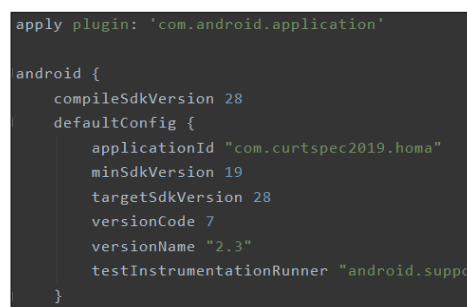 apply plugin: 'com.android.application'
android {
compileSdkVersion 28
defaultConfig {
applicationId "com.curtspec2019.homa"
minSdkVersion 19
targetSdkVersion 28
versionCode 7
versionName "2.3"
testInstrumentationRunner "android.suppo
}